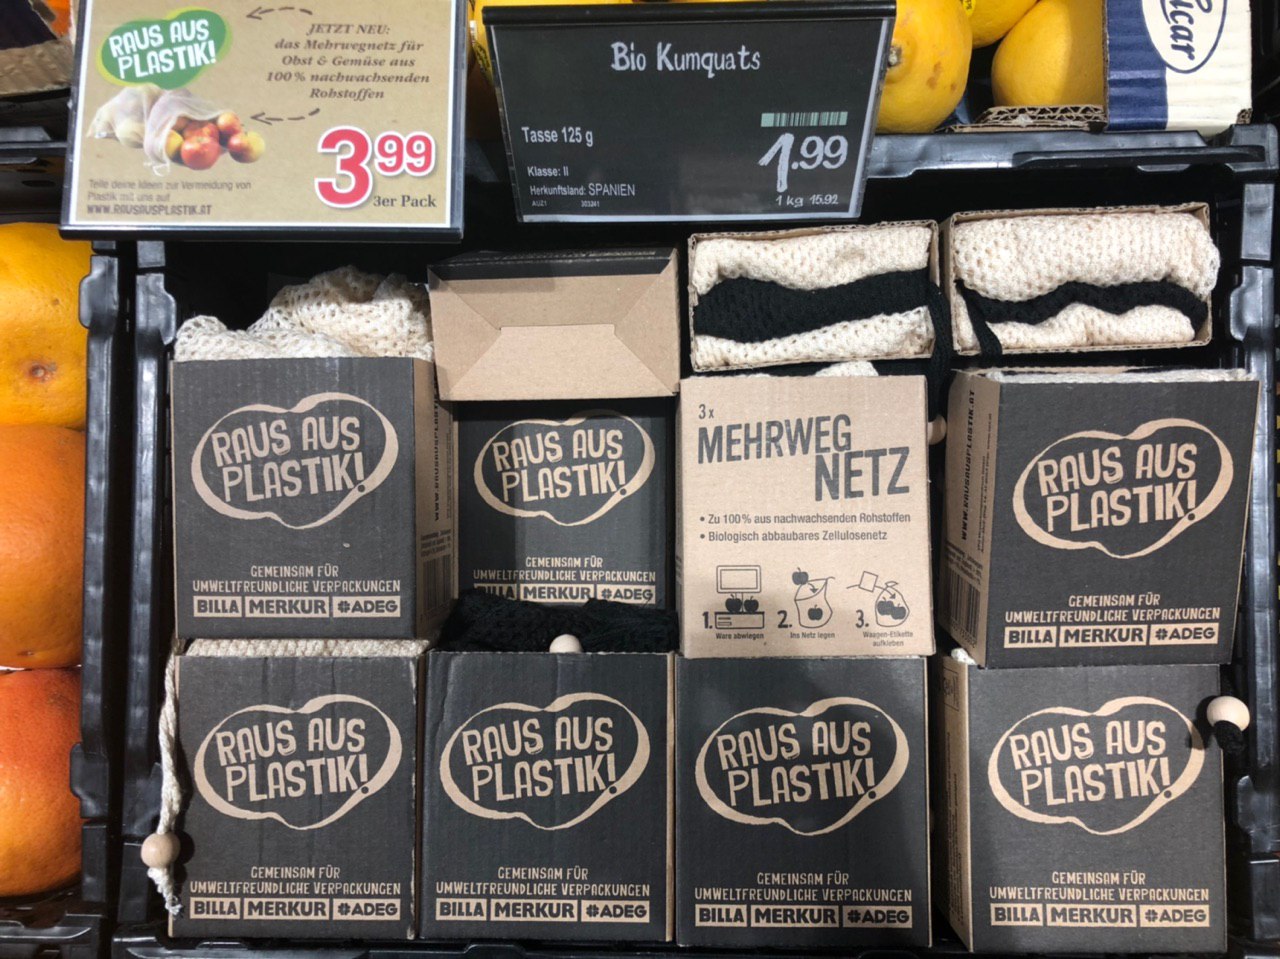 RAUS AUS
PLASTIK!
JETZT NEU:
das Mehrwegnetz für
Obst & Gemüse aus
100% nachwachsenden
Rohstoffen
3.99
3er Pack
Teile deine Ideen zur Vermeidung von
Plastik mit uns auf
WWW.RAUSAUSPLASTIK.AT
Bio Kumquats
Tasse 125 g
1.99
Klasse: II
Herkunftsland: SPANIEN
1 kg 15.92
AUZ1 303241
Picar
RAUS AUS
PLASTIK!
GEMEINSAM FÜR
UMWELTFREUNDLICHE VERPACKUNGEN
BILLA MERKUR #ADEG
RAUS AUS
PLASTIK!
GEMEINSAM FÜR
UMWELTFREUNDLICHE VERPACKUNGEN
BILLA MERKUR #ADEG
3x
MEHRWEG
NETZ
• Zu 100% aus nachwachsenden Rohstoffen
• Biologisch abbaubares Zellulosenetz
1. 2. 3.
Ware abwiegen Ins Netz legen Waagen-Etikette
aufkleben
WWW.RAUSAUSPLASTIK.AT
RAUS AUS
PLASTIK!
GEMEINSAM FÜR
UMWELTFREUNDLICHE VERPACKUNGEN
BILLA MERKUR #ADEG
RAUS AUS
PLASTIK!
GEMEINSAM FÜR
UMWELTFREUNDLICHE VERPACKUNGEN
BILLA MERKUR #ADEG
RAUS AUS
PLASTIK!
GEMEINSAM FÜR
UMWELTFREUNDLICHE VERPACKUNGEN
BILLA MERKUR #ADEG
RAUS AUS
PLASTIK!
GEMEINSAM FÜR
UMWELTFREUNDLICHE VERPACKUNGEN
BILLA MERKUR #ADEG
RAUS AUS
PLASTIK!
GEMEINSAM FÜR
UMWELTFREUNDLICHE VERPACKUNGEN
BILLA MERKUR #ADEG